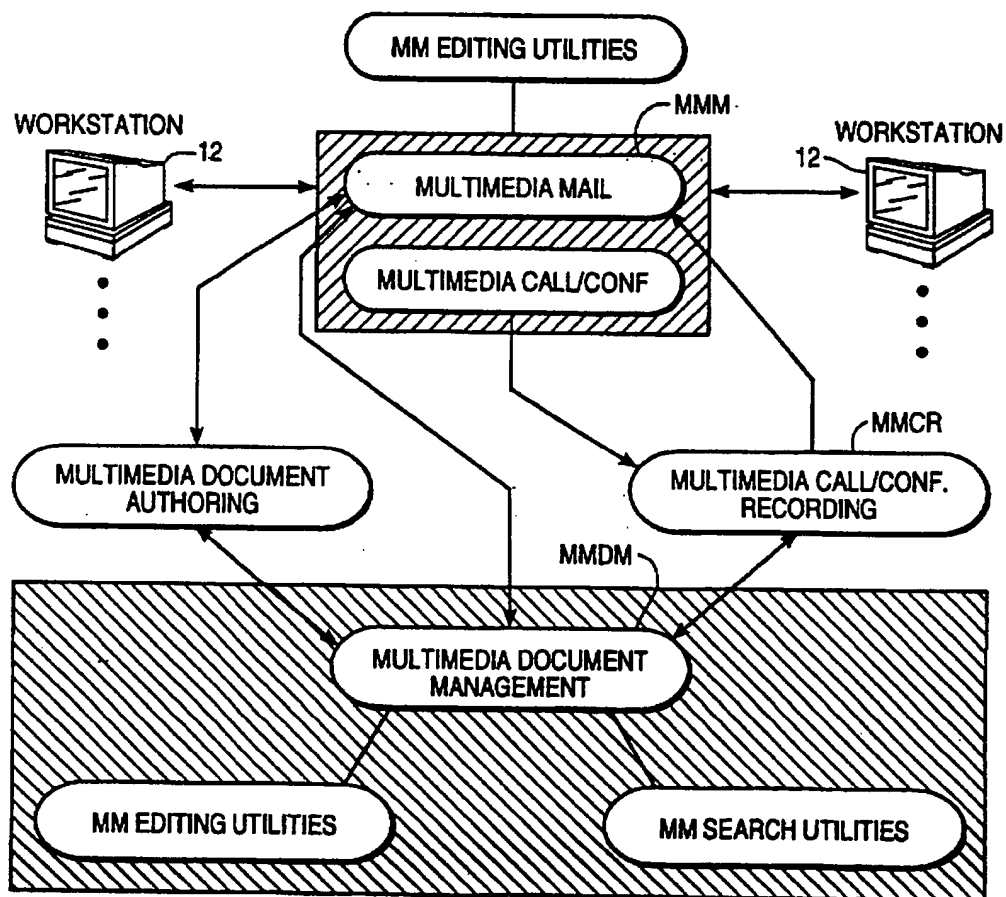 MM EDITING UTILITIES
MMM
WORKSTATION
WORKSTATION
12
12
MULTIMEDIA MAIL
MULTIMEDIA CALL/CONF
MMCR
MULTIMEDIA DOCUMENT
AUTHORING
MULTIMEDIA CALL/CONF.
RECORDING
MMDM
MULTIMEDIA DOCUMENT
MANAGEMENT
MM EDITING UTILITIES
MM SEARCH UTILITIES